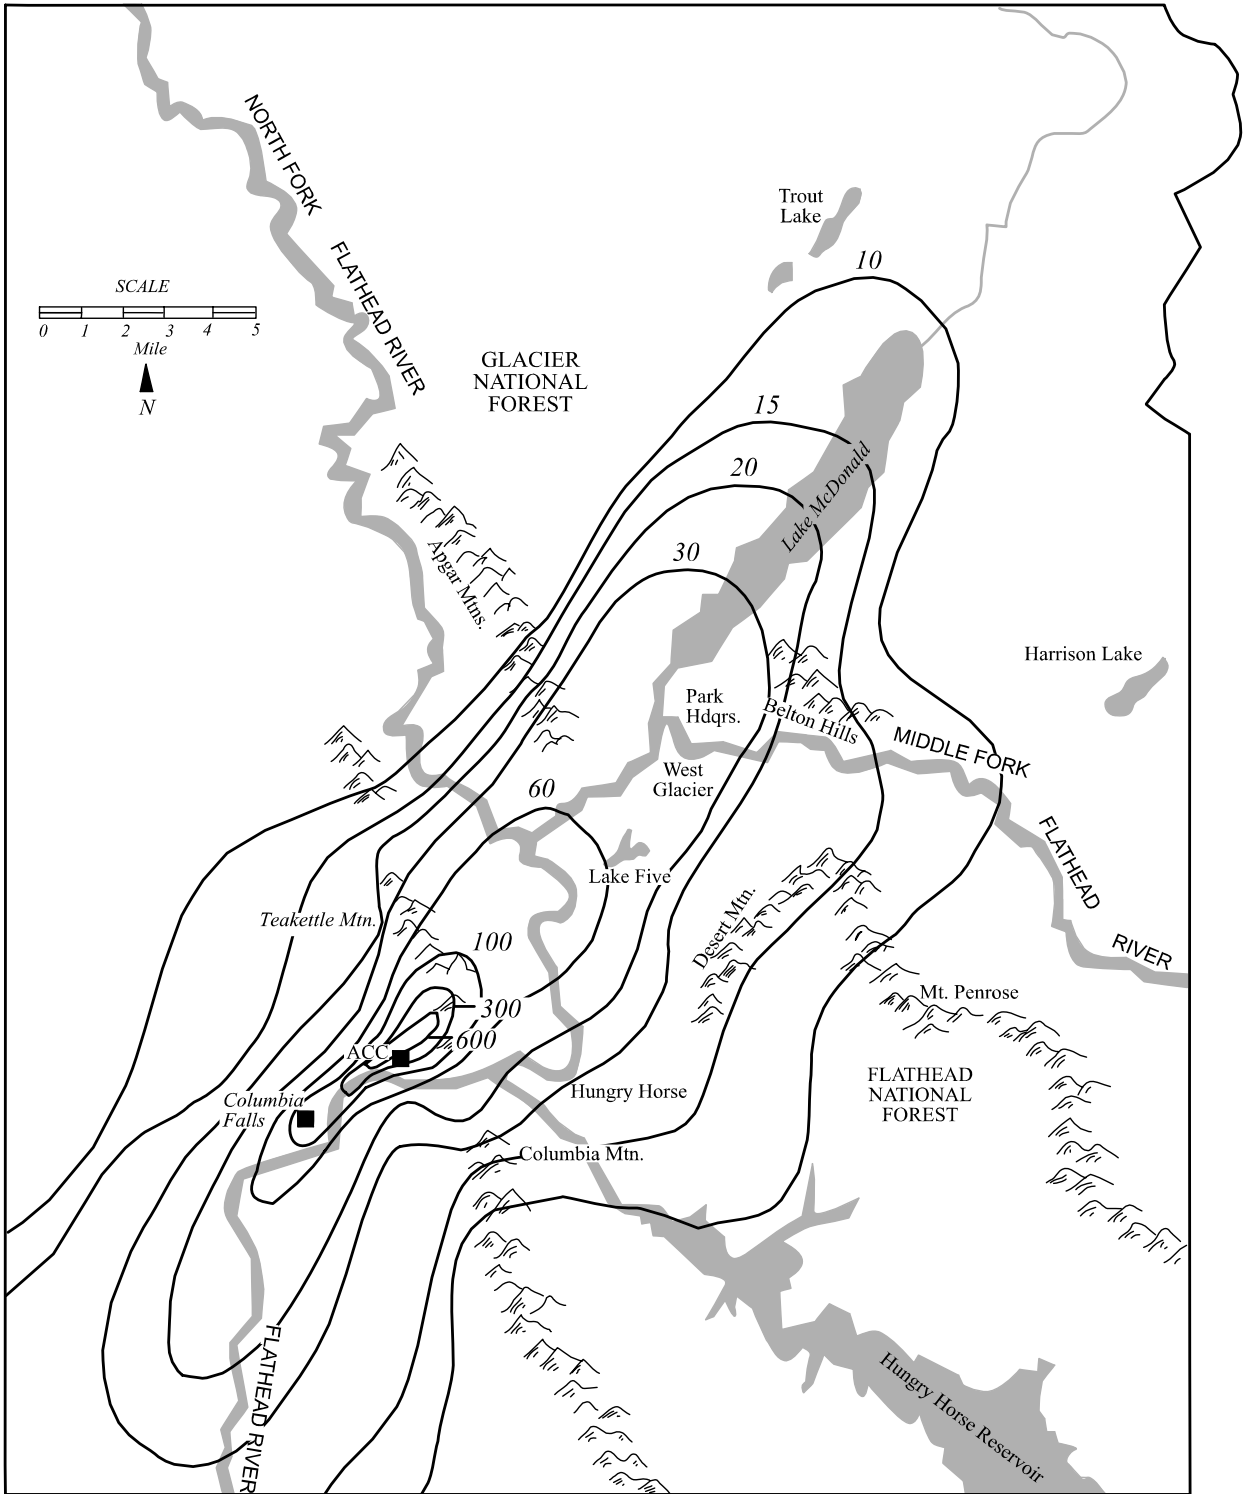 NORTH FORK
FLATHEAD RIVER
Trout
Lake
10
SCALE
0 1 2 3 4 5
Mile
N
GLACIER
NATIONAL
FOREST
15
20
Lake McDonald
30
Apgar Mtns.
Harrison Lake
Park
Hdqrs.
Belton Hills
MIDDLE FORK
FLATHEAD
RIVER
West
Glacier
60
Lake Five
Teakettle Mtn.
Desert Mtn.
100
Mt. Penrose
300
600
ACC
FLATHEAD
NATIONAL
FOREST
Hungry Horse
Columbia
Falls
Columbia Mtn.
FLATHEAD RIVER
Hungry Horse Reservoir